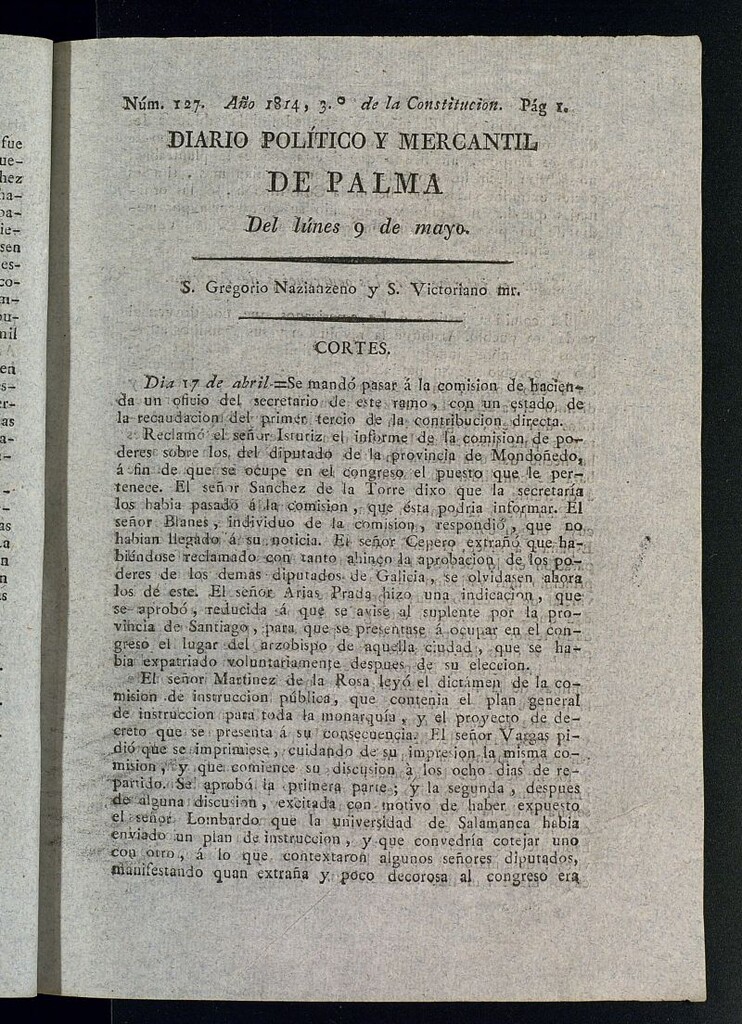 fue
ue-
hez
ha-
pa-
ie-
sen
es-
co-
nil
en
s-
r-
as
a-
as
Núm. 127. Año 1814, 3.º de la Constitucion. Pág 1.
DIARIO POLÍTICO Y MERCANTIL
DE PALMA
Del lúnes 9 de mayo.
S. Gregorio Nazianzeno y S. Victoriano mr.
CORTES.
Dia 17 de abril.=Se mandó pasar á la comision de hacien-
da un oficio del secretario de este ramo, con un estado de
la recaudacion del primer tercio de la contribucion directa.
Reclamó el señor Isturiz el informe de la comision de po-
deres sobre los del diputado de la provincia de Mondoñedo,
á fin de que se ocupe en el congreso el puesto que le per-
tenece. El señor Sanchez de la Torre dixo que la secretaría
los habia pasado á la comision, que ésta podria informar. El
señor Blanes, individuo de la comision, respondió, que no
habian llegado á su noticia. El señor Cepero extrañó que ha-
biéndose reclamado con tanto ahinco la aprobacion de los po-
deres de los demas diputados de Galicia, se olvidasen ahora
los de éste. El señor Arias Prada hizo una indicacion, que
se aprobó, reducida á que se avise al suplente por la pro-
vincia de Santiago, para que se presentase á ocupar en el con-
greso el lugar del arzobispo de aquella ciudad, que se ha-
bia expatriado voluntariamente despues de su eleccion.
El señor Martinez de la Rosa leyó el dictámen de la co-
mision de instruccion pública, que contenia el plan general
de instruccion para toda la monarquía, y el proyecto de de-
creto que se presenta á su consecuencia. El señor Vargas pi-
dió que se imprimiese, cuidando de su impresion la misma co-
mision, y que comience su discusion á los ocho dias de re-
partido. Se aprobó la primera parte; y la segunda, despues
de alguna discusion, excitada con motivo de haber expuesto
el señor Lombardo que la universidad de Salamanca habia
enviado un plan de instruccion, y que convedría cotejar uno
con otro, á lo que contextaron algunos señores diputados,
manifestando quan extraña y poco decorosa al congreso era